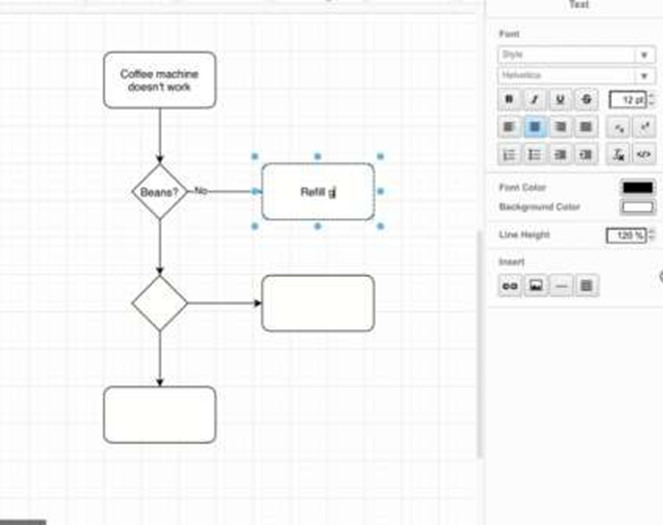 Text
Font
Coffee machine
doesn't work
Style
Helvetica
B I U S 12 pt
Beans?
No
Refill g
Font Color
Background Color
Line Height 120 %
Insert